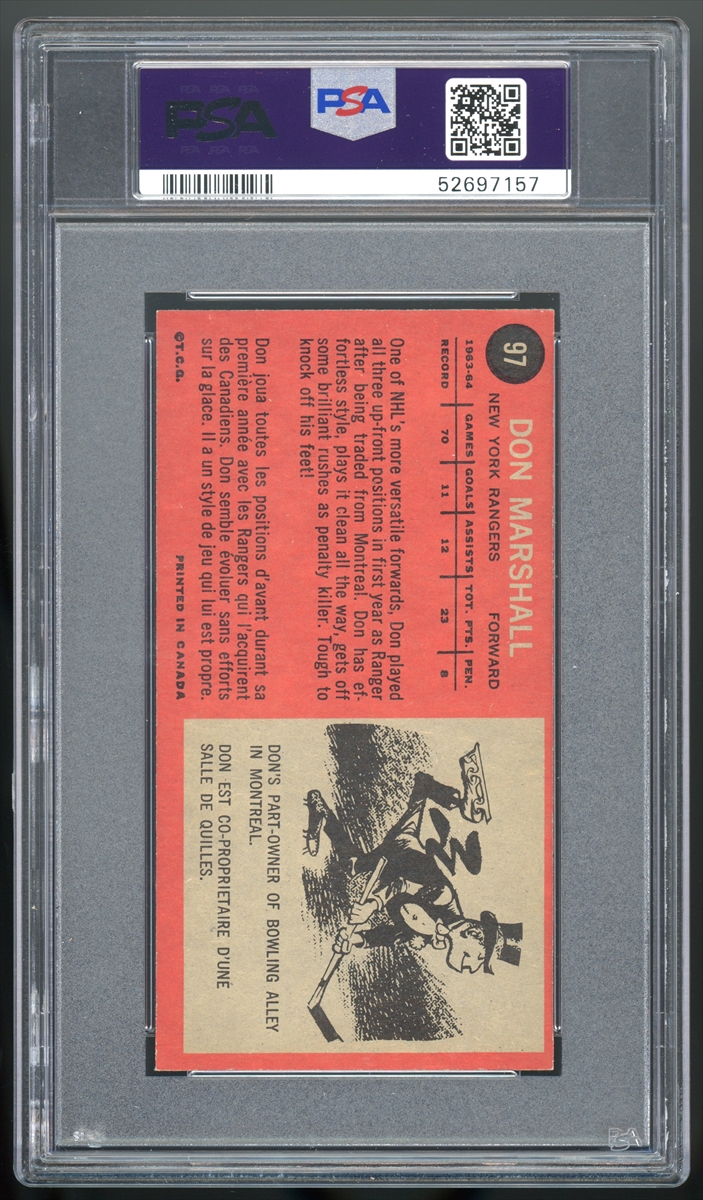 PSA
PSA
52697157
97
DON MARSHALL
NEW YORK RANGERS FORWARD
1963-64 GAMES GOALS ASSISTS TOT. PTS. PEN.
RECORD 70 11 12 23 8
One of NHL's more versatile forwards, Don played
all three up-front positions in first year as Ranger
after being traded from Montreal. Don has ef-
fortless style, plays it clean all the way, gets off
some brilliant rushes as penalty killer. Tough to
knock off his feet!
Don joua toutes les positions d'avant durant sa
première année avec les Rangers qui l'acquirent
des Canadiens. Don semble évoluer sans efforts
sur la glace. Il a un style de jeu qui lui est propre.
©T.C.G. PRINTED IN CANADA
DON'S PART-OWNER OF BOWLING ALLEY
IN MONTREAL.
DON EST CO-PROPRIETAIRE D'UNÉ
SALLE DE QUILLES.
PSA